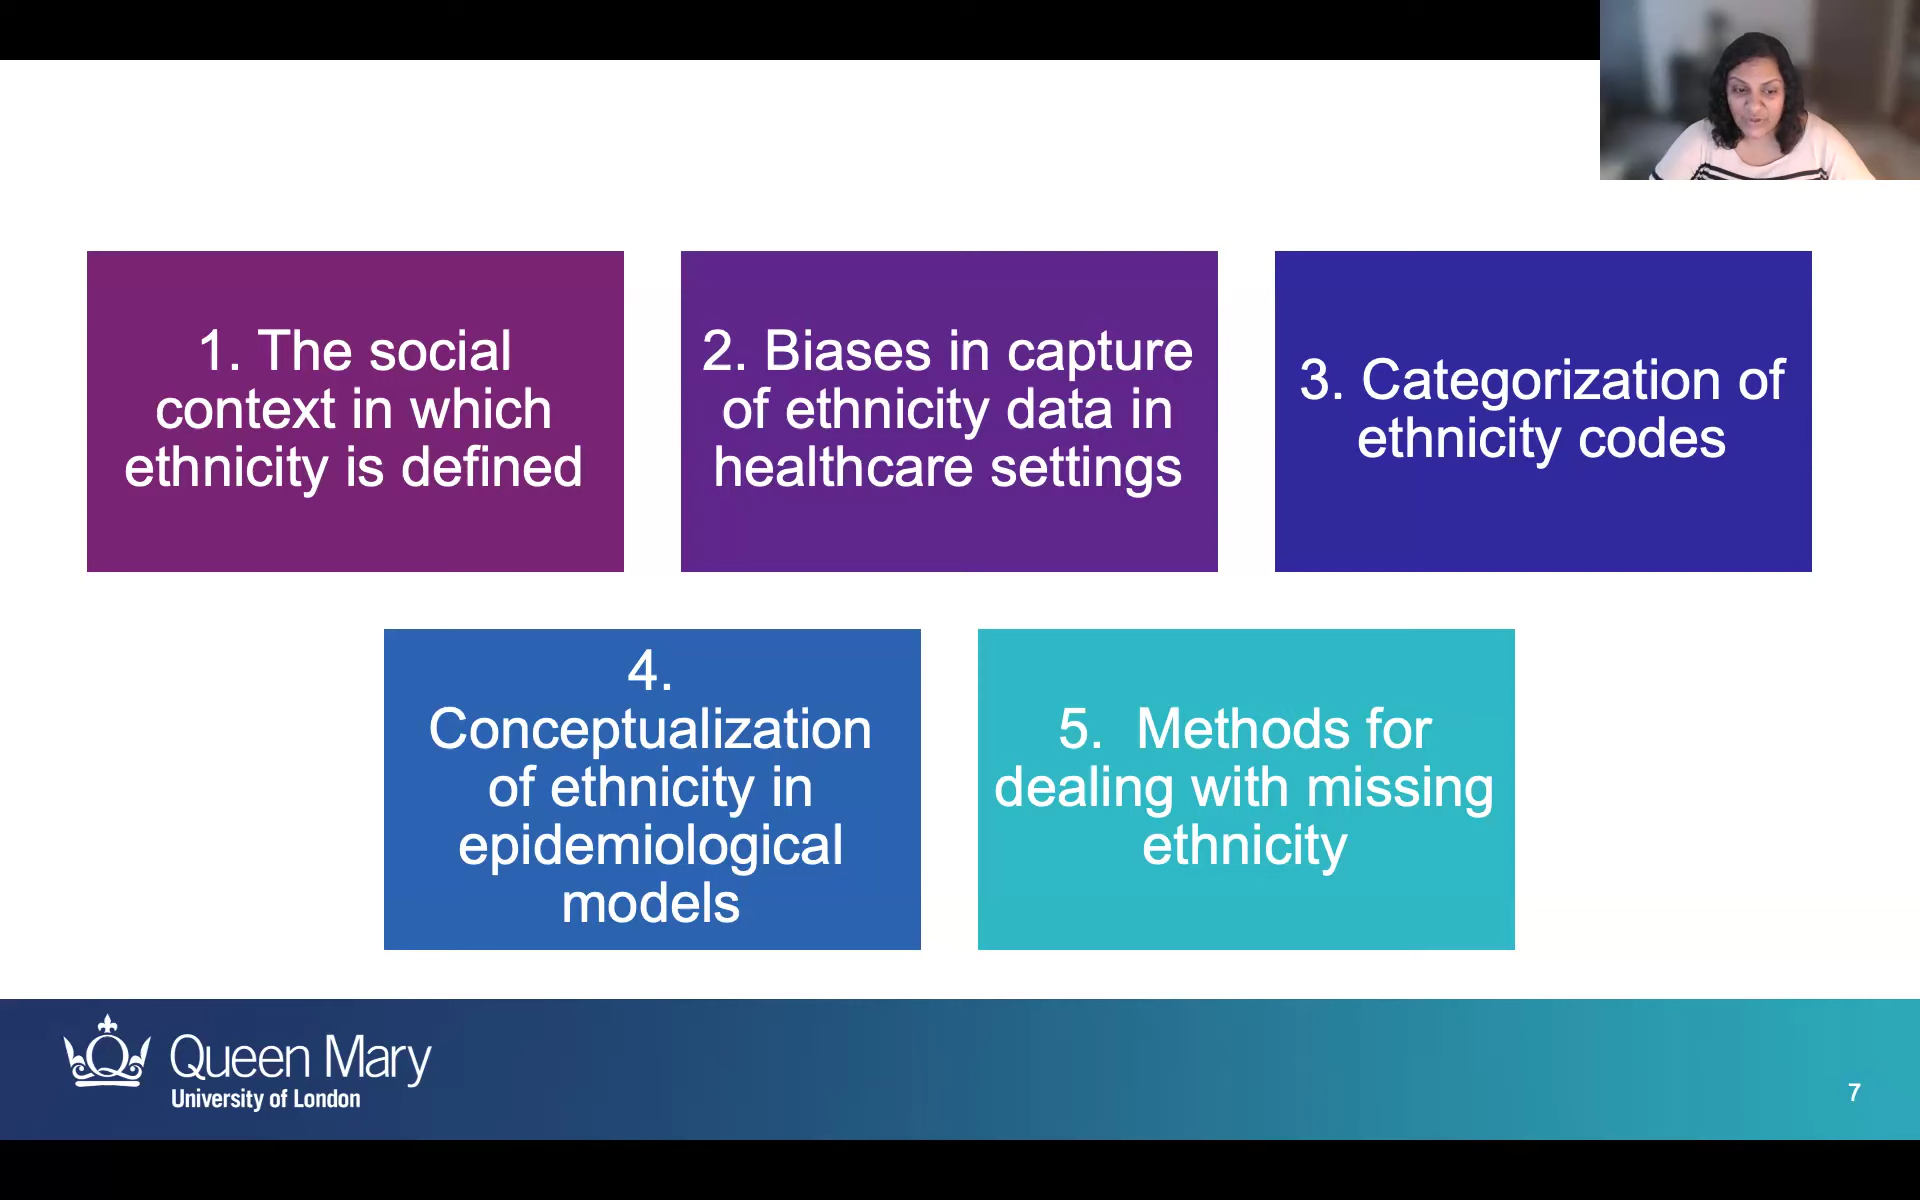 1. The social
context in which
ethnicity is defined
2. Biases in capture
of ethnicity data in
healthcare settings
3. Categorization of
ethnicity codes
4.
Conceptualization
of ethnicity in
epidemiological
models
5. Methods for
dealing with missing
ethnicity
Queen Mary
University of London
7